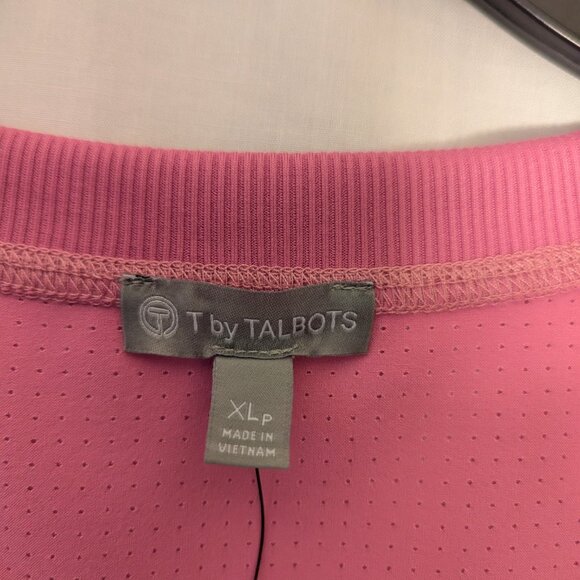 T T by TALBOTS
XLP
MADE IN
VIETNAM